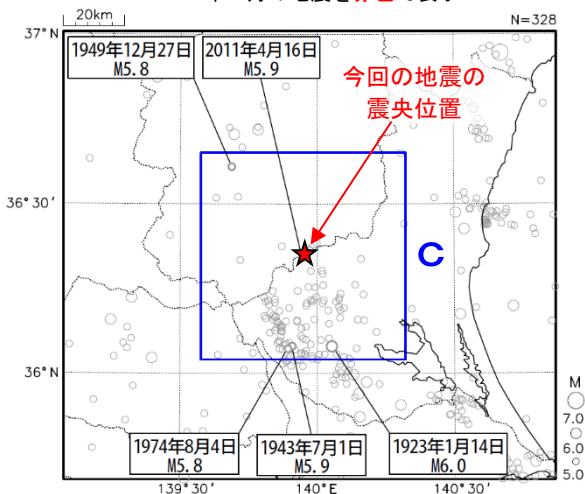 20km
N=328
37°N
1949年12月27日
M5.8
2011年4月16日
M5.9
今回の地震の
震央位置
36°30'
C
36°N
M
7.0
6.0
5.0
1974年8月4日
M5.8
1943年7月1日
M5.9
1923年1月14日
M6.0
139°30'
140°E
140°30'